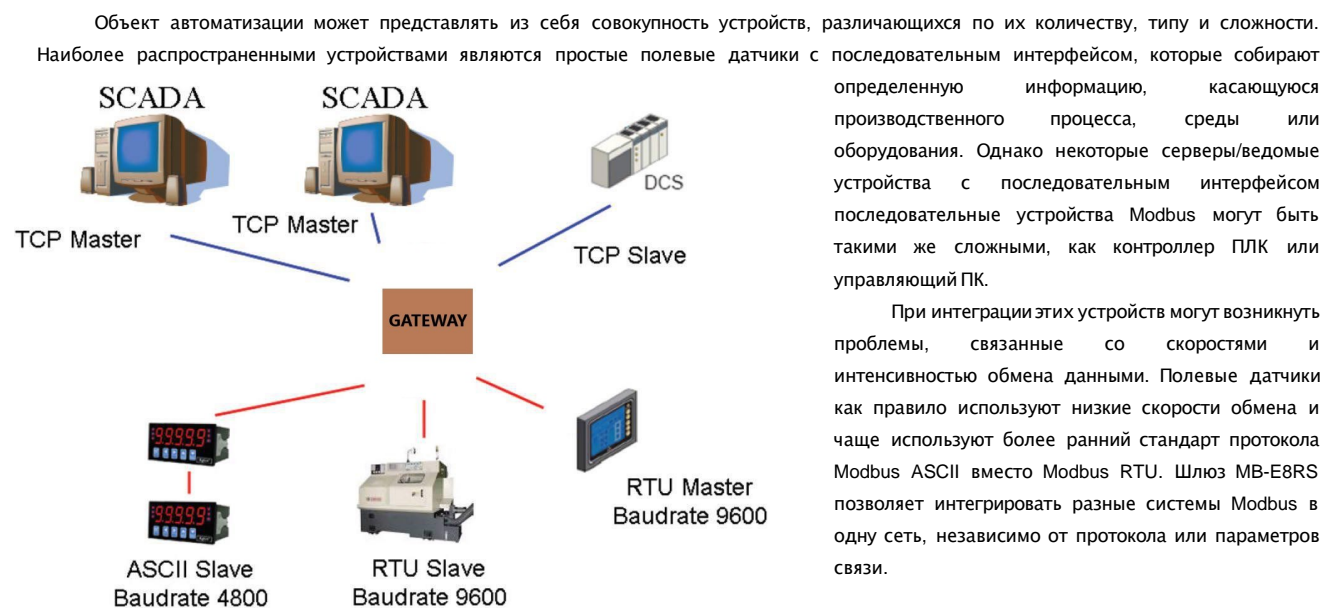 Объект автоматизации может представлять из себя совокупность устройств, различающихся по их количеству, типу и сложности.
Наиболее распространенными устройствами являются простые полевые датчики с последовательным интерфейсом, которые собирают
определенную информацию, касающуюся
производственного процесса, среды или
оборудования. Однако некоторые серверы/ведомые
устройства с последовательным интерфейсом
последовательные устройства Modbus могут быть
такими же сложными, как контроллер ПЛК или
управляющий ПК.
При интеграции этих устройств могут возникнуть
проблемы, связанные со скоростями и
интенсивностью обмена данными. Полевые датчики
как правило используют низкие скорости обмена и
чаще используют более ранний стандарт протокола
Modbus ASCII вместо Modbus RTU. Шлюз MB-E8RS
позволяет интегрировать разные системы Modbus в
одну сеть, независимо от протокола или параметров
связи.
SCADA
SCADA
DCS
TCP Master
TCP Master
TCP Slave
GATEWAY
99999
99999
ASCII Slave
Baudrate 4800
RTU Slave
Baudrate 9600
RTU Master
Baudrate 9600